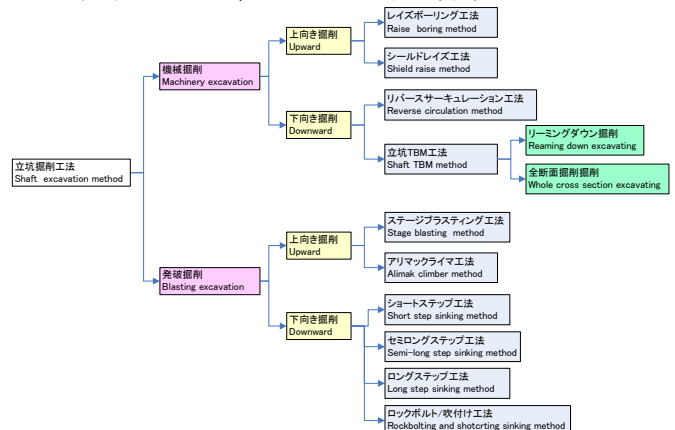 レイズボーリング工法
Raise boring method
上向き掘削
Upward
シールドレイズ工法
Shield raise method
機械掘削
Machinery excavation
リバースサーキュレーション工法
Reverse circulation method
下向き掘削
Downward
リーミングダウン掘削
Reaming down excavating
立坑TBM工法
Shaft TBM method
全断面掘削掘削
Whole cross section excavating
立坑掘削工法
Shaft excavation method
ステージブラスティング工法
Stage blasting method
上向き掘削
Upward
アリマックライマ工法
Alimak climber method
発破掘削
Blasting excavation
ショートステップ工法
Short step sinking method
下向き掘削
Downward
セミロングステップ工法
Semi-long step sinking method
ロングステップ工法
Long step sinking method
ロックボルト/吹付け工法
Rockbolting and shotcrting sinking method